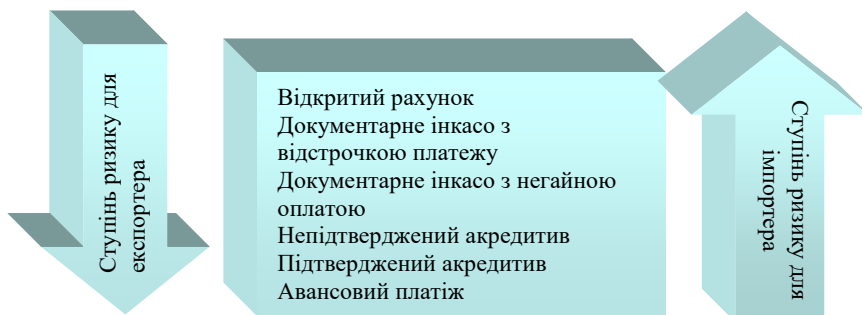 Ступінь ризику для
експортера
Відкритий рахунок
Документарне інкасо з
відстрочкою платежу
Документарне інкасо з негайною
оплатою
Непідтверджений акредитив
Підтверджений акредитив
Авансовий платіж
Ступінь ризику для
імпортера